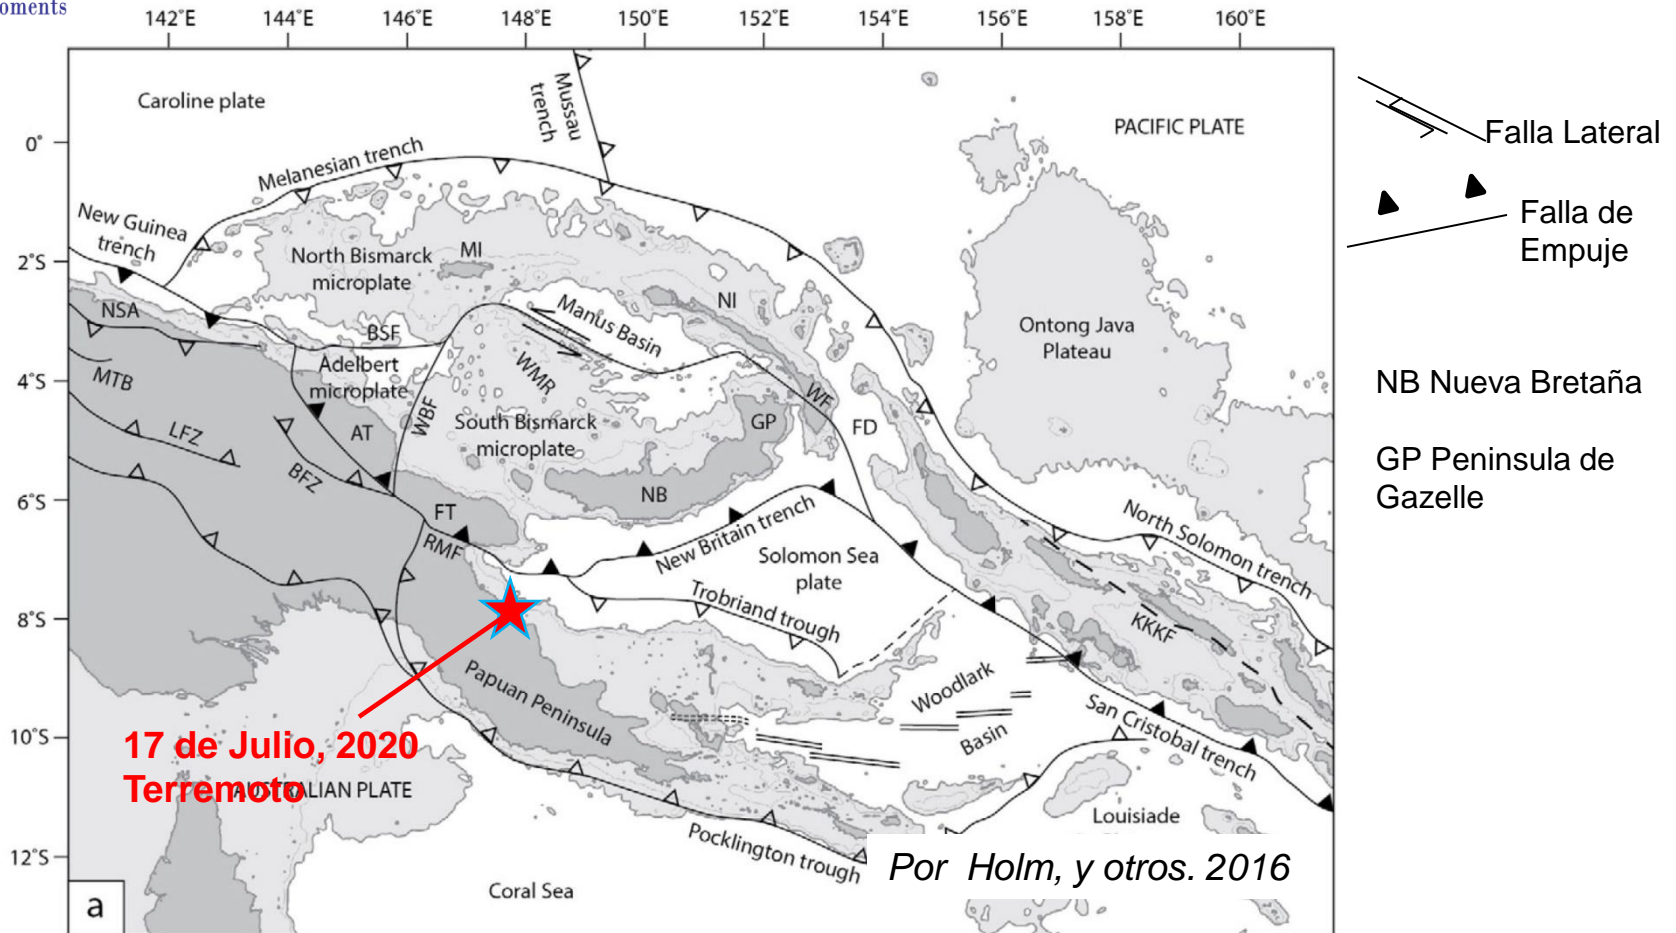 oments
142°E 144°E 146°E 148°E 150°E 152°E 154°E 156°E 158°E 160°E
0°
2°S
4°S
6°S
8°S
10°S
12°S
Caroline plate
Mussau
trench
PACIFIC PLATE
Melanesian trench
New Guinea
trench
North Bismarck
microplate
MI
NI
NSA
BSF
Manus Basin
Ontong Java
Plateau
Adelbert
microplate
MTB
WMR
WBF
WF
LFZ
AT
South Bismarck
microplate
GP
FD
BFZ
NB
FT
RMF
New Britain trench
North Solomon trench
Solomon Sea
plate
Trobriand trough
KKKF
Papuan Peninsula
Woodlark
Basin
San Cristobal trench
17 de Julio, 2020
Terremoto
AUSTRALIAN PLATE
Louisiade
Pocklington trough
Coral Sea
a
Por Holm, y otros. 2016
Falla Lateral
Falla de
Empuje
NB Nueva Bretaña
GP Peninsula de
Gazelle